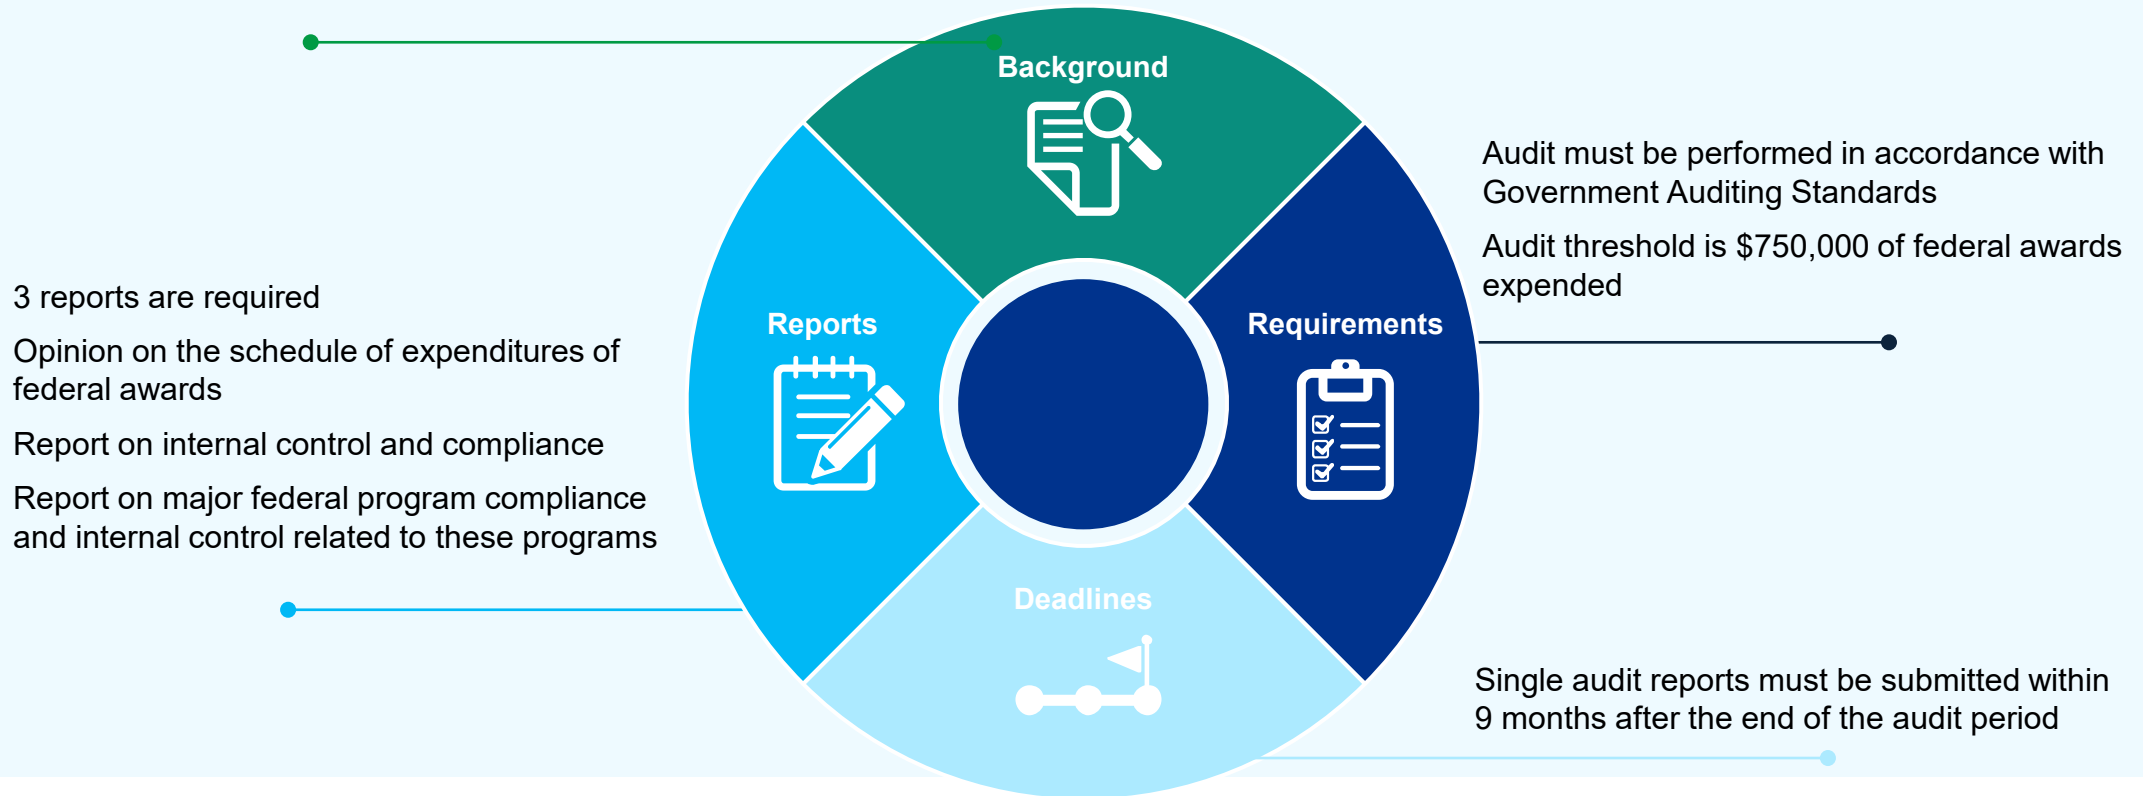 Background
Audit must be performed in accordance with
Government Auditing Standards
Audit threshold is $750,000 of federal awards
expended
Requirements
3 reports are required
Opinion on the schedule of expenditures of
federal awards
Report on internal control and compliance
Report on major federal program compliance
and internal control related to these programs
Reports
Deadlines
Single audit reports must be submitted within
9 months after the end of the audit period